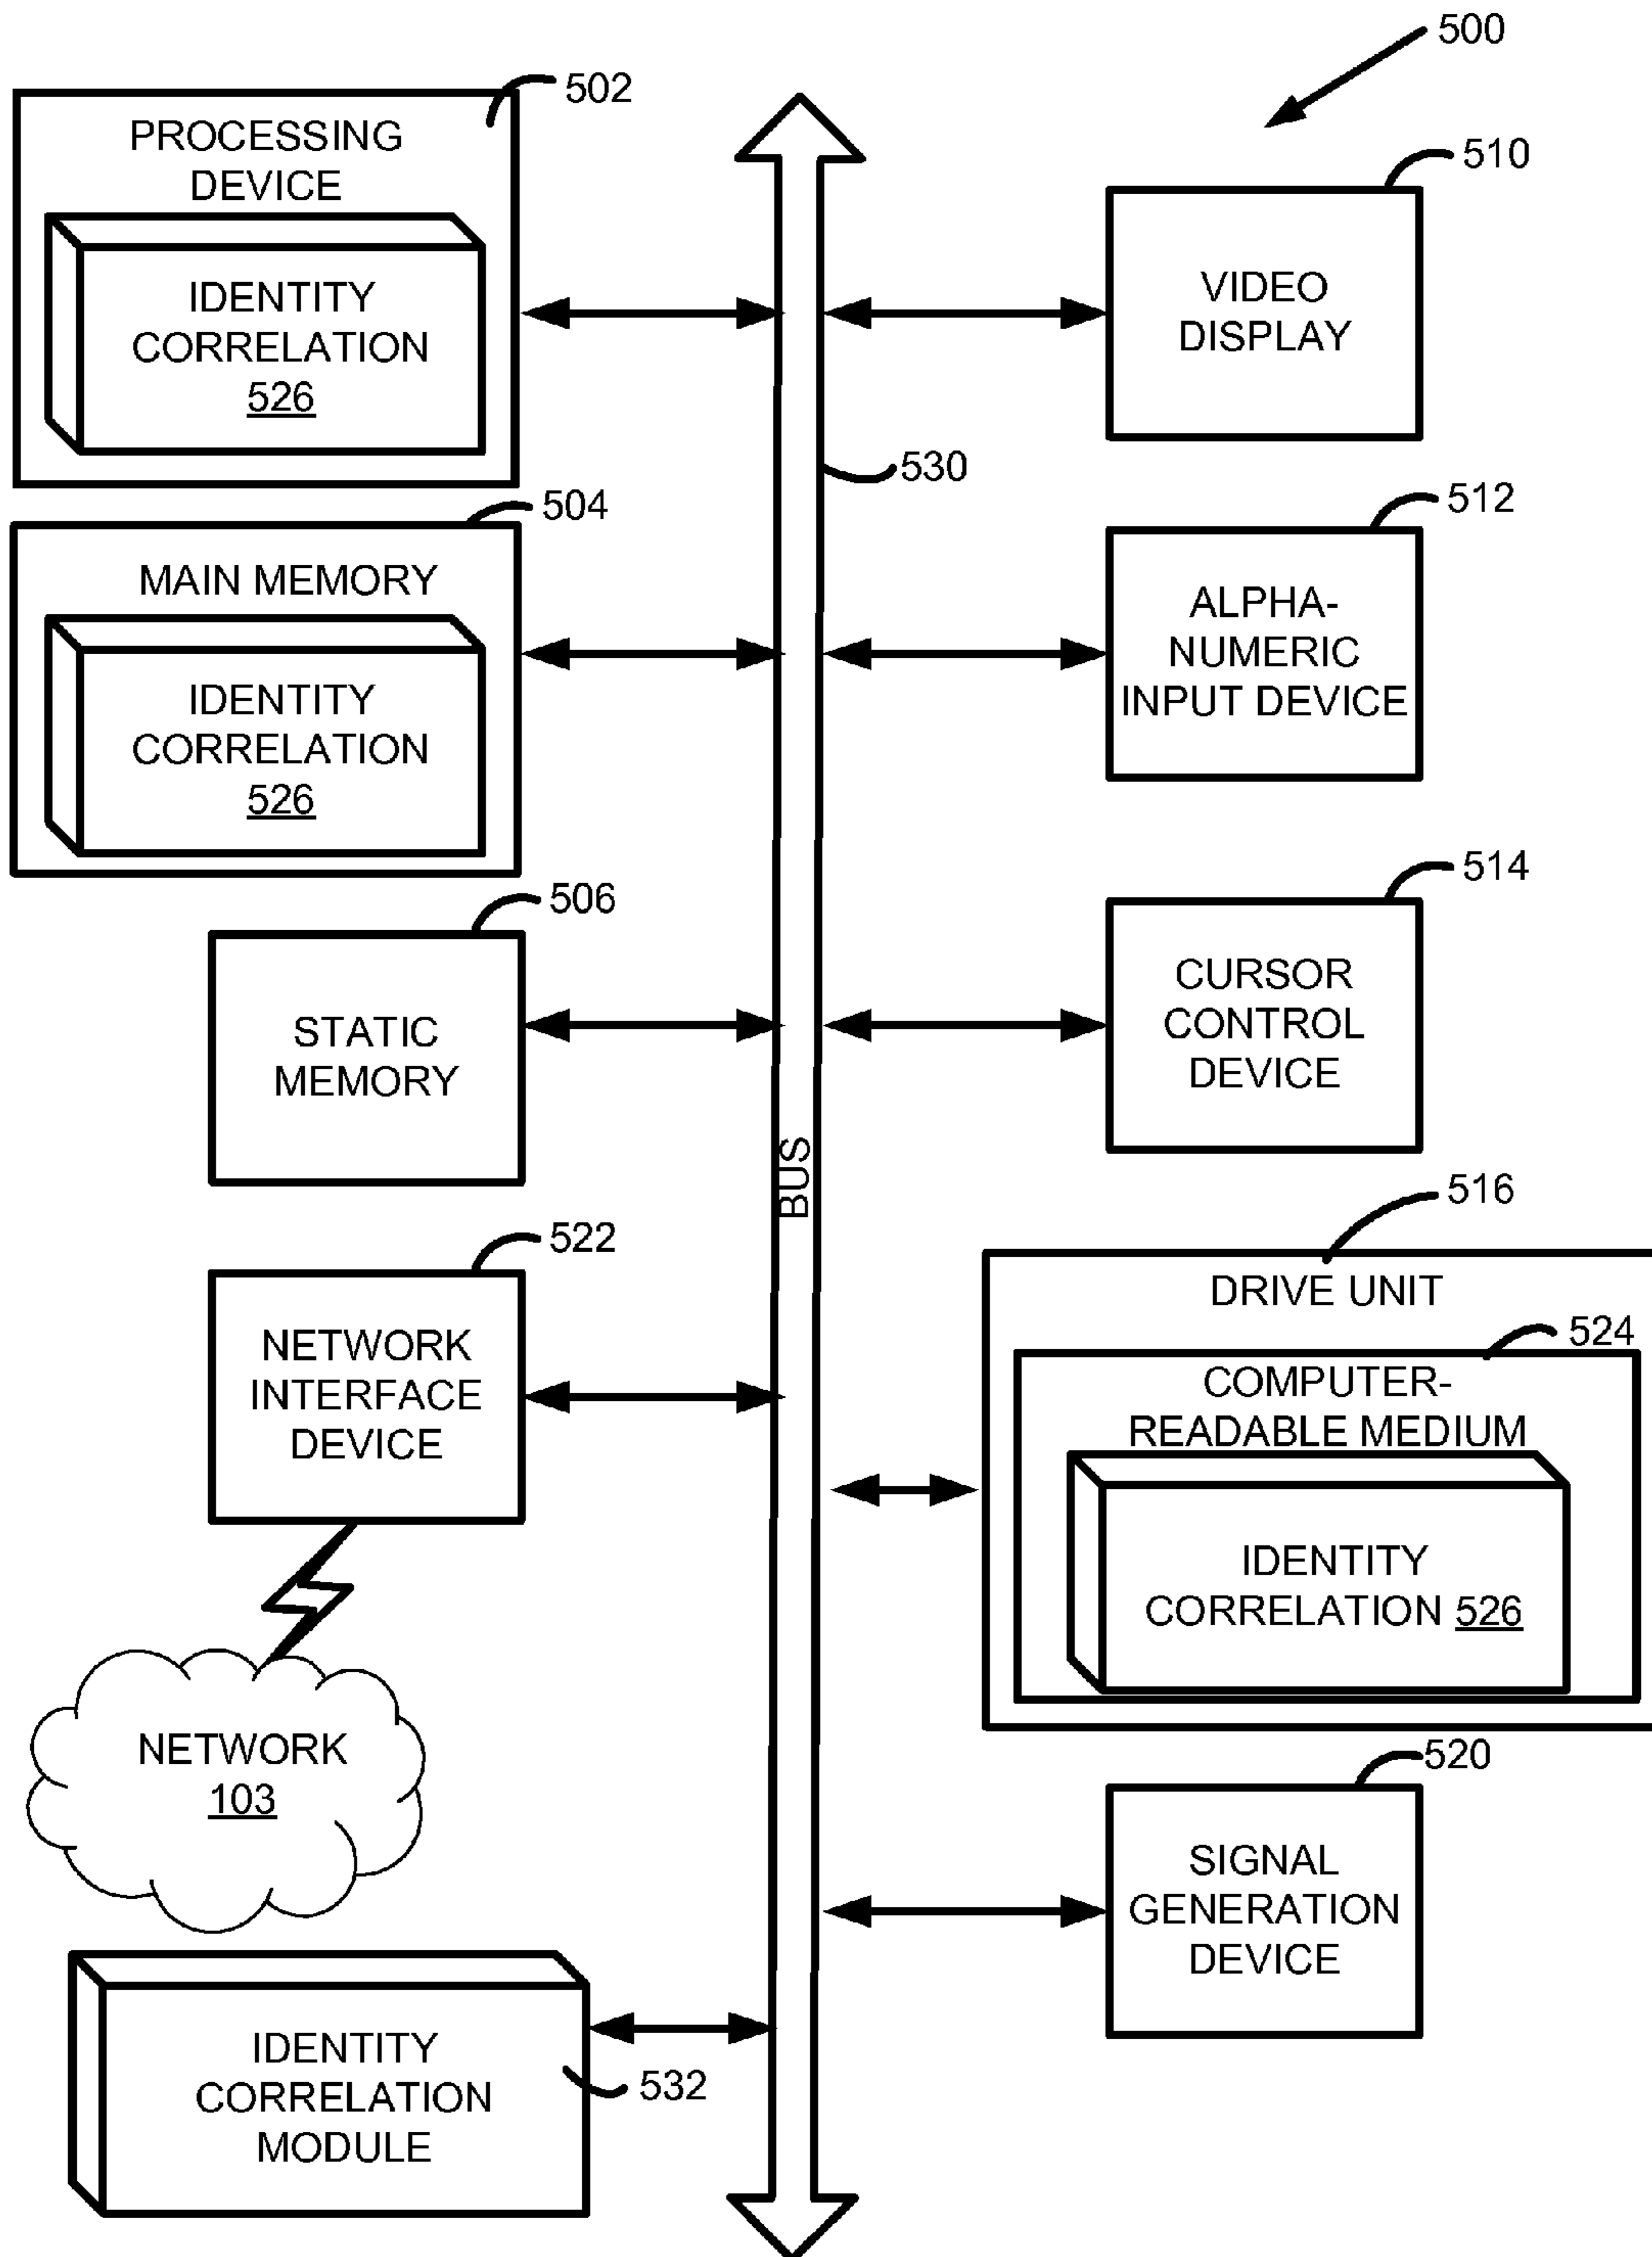 500
502
PROCESSING
DEVICE
IDENTITY
CORRELATION
526
504
MAIN MEMORY
IDENTITY
CORRELATION
526
506
STATIC
MEMORY
522
NETWORK
INTERFACE
DEVICE
NETWORK
103
IDENTITY
CORRELATION
MODULE
532
BUS
530
510
VIDEO
DISPLAY
512
ALPHA-
NUMERIC
INPUT DEVICE
514
CURSOR
CONTROL
DEVICE
516
DRIVE UNIT
524
COMPUTER-
READABLE MEDIUM
IDENTITY
CORRELATION 526
520
SIGNAL
GENERATION
DEVICE